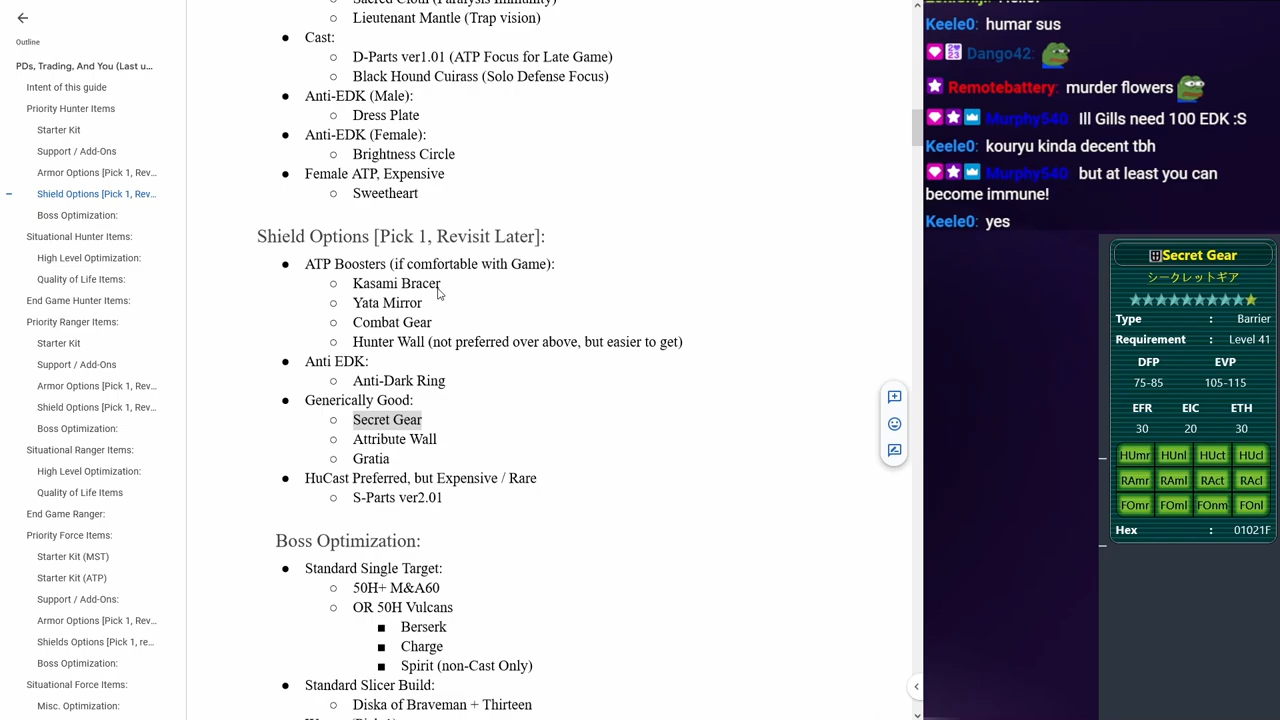 Outline
PDs, Trading, And You (Last u...
Intent of this guide
Priority Hunter Items
Starter Kit
Support / Add-Ons
Armor Options [Pick 1, Rev...
Shield Options [Pick 1, Rev...
Boss Optimization:
Situational Hunter Items:
High Level Optimization:
Quality of Life Items:
End Game Hunter Items:
Priority Ranger Items:
Starter Kit
Support / Add-Ons:
Armor Options [Pick 1, Rev...
Shield Options [Pick 1, Rev...
Boss Optimization:
Situational Ranger Items:
High Level Optimization:
Quality of Life Items
End Game Ranger:
Priority Force Items:
Starter Kit (MST)
Starter Kit (ATP)
Support / Add-Ons:
Armor Options [Pick 1, Rev...
Shields Options [Pick 1, re...
Boss Optimization:
Situational Force Items:
Misc. Optimization:
Sacred Cloth (Paralysis Immunity)
Lieutenant Mantle (Trap vision)
Cast:
D-Parts ver1.01 (ATP Focus for Late Game)
Black Hound Cuirass (Solo Defense Focus)
Anti-EDK (Male):
Dress Plate
Anti-EDK (Female):
Brightness Circle
Female ATP, Expensive
Sweetheart
Shield Options [Pick 1, Revisit Later]:
ATP Boosters (if comfortable with Game):
Kasami Bracer
Yata Mirror
Combat Gear
Hunter Wall (not preferred over above, but easier to get)
Anti EDK:
Anti-Dark Ring
Generically Good:
Secret Gear
Attribute Wall
Gratia
HuCast Preferred, but Expensive / Rare
S-Parts ver2.01
Boss Optimization:
Standard Single Target:
50H+ M&A60
OR 50H Vulcans
Berserk
Charge
Spirit (non-Cast Only)
Standard Slicer Build:
Diska of Braveman + Thirteen
Keele0: humar sus
Dango42:
Remotebattery: murder flowers
Murphy540 Ill Gills need 100 EDK :S
Keele0: kouryu kinda decent tbh
Murphy540 but at least you can
become immune!
Keele0: yes
Secret Gear
シークレットギア
Type : Barrier
Requirement : Level 41
DFP EVP
75-85 105-115
EFR EIC ETH
30 20 30
HUmr HUnl HUct HUcl
RAmr RAml RAct RAcl
FOmr FOml FOnm FOnl
Hex : 01021F